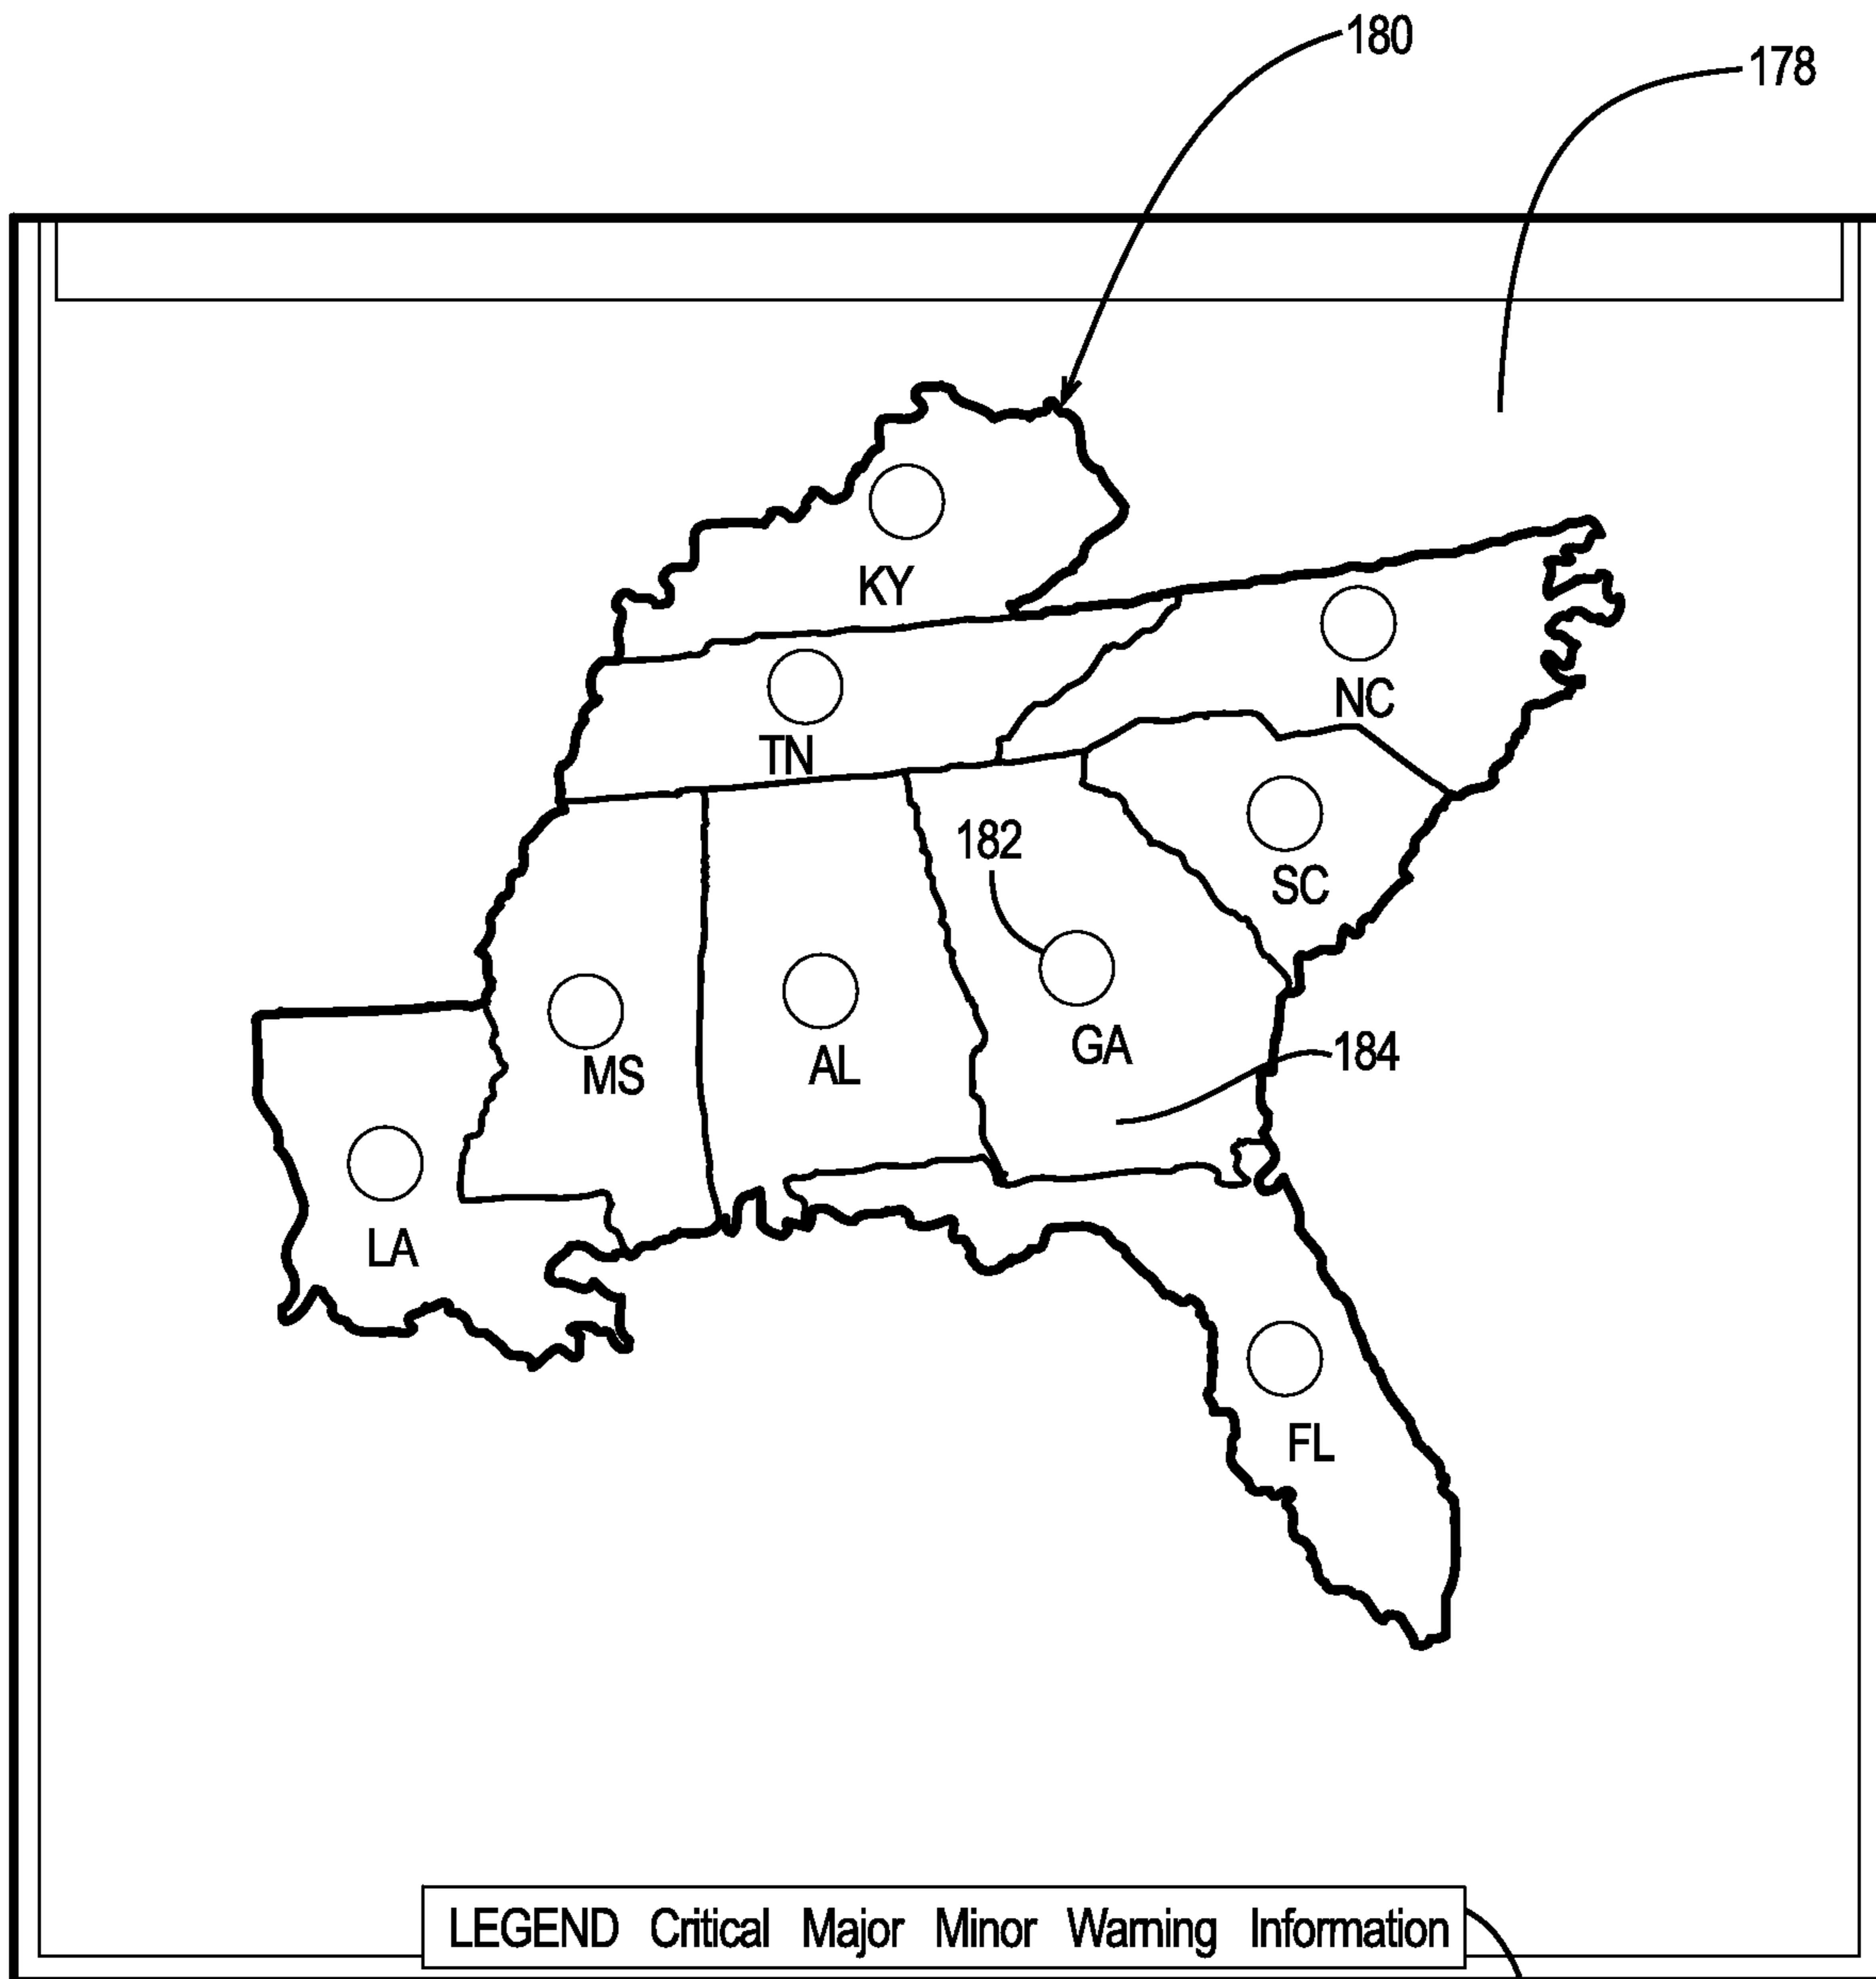 180
178
KY
NC
TN
182
SC
GA
184
AL
MS
LA
FL
LEGEND Critical Major Minor Warning Information